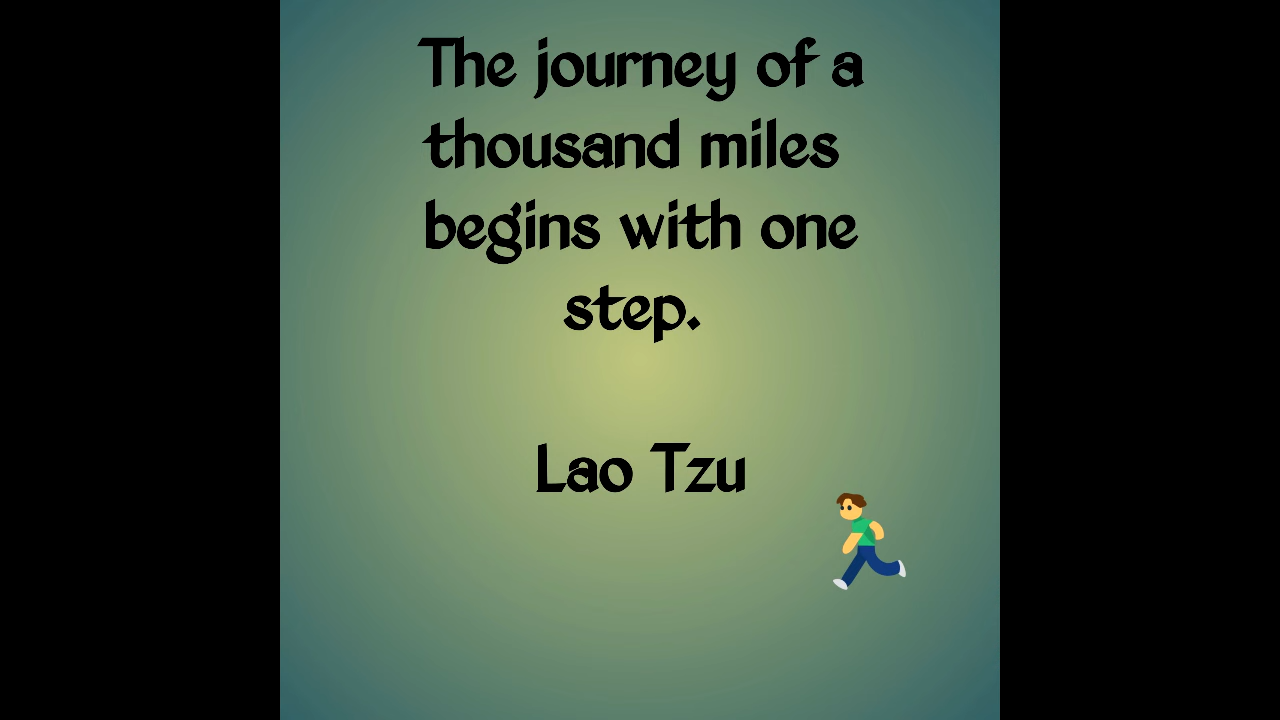 The journey of a
thousand miles
begins with one
step.
Lao Tzu